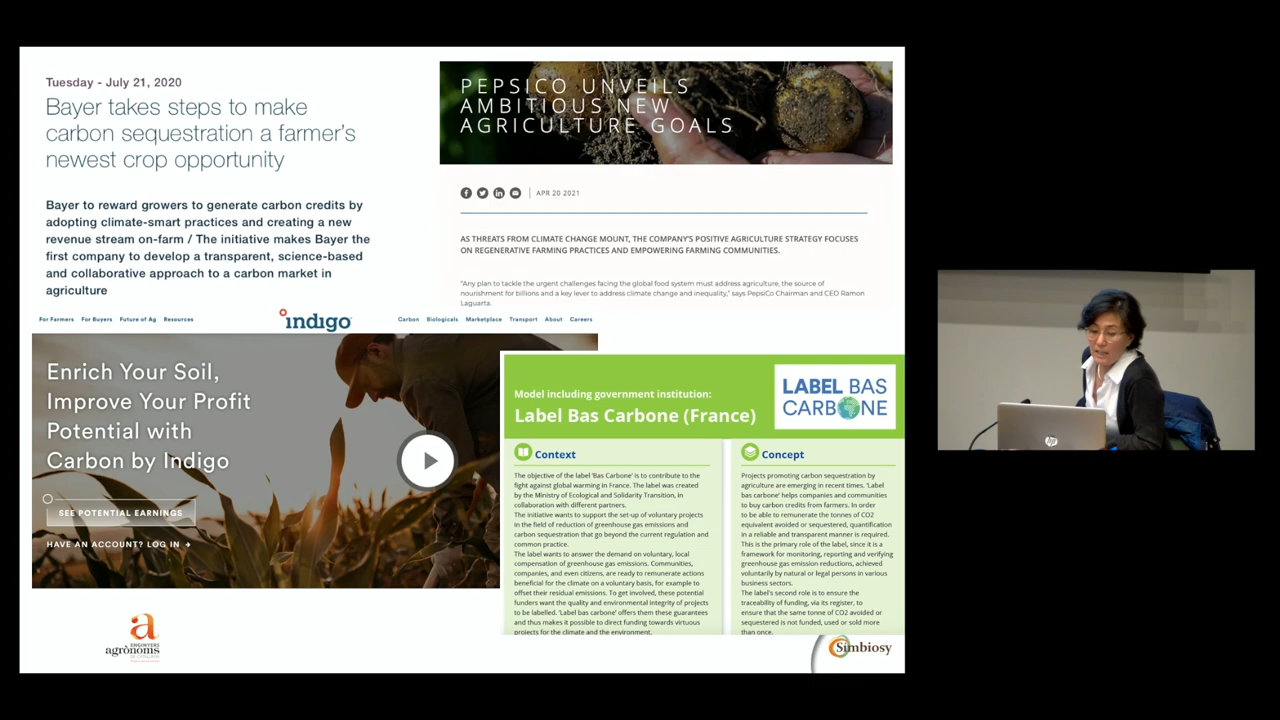 Tuesday - July 21, 2020
Bayer takes steps to make
carbon sequestration a farmer's
newest crop opportunity
Bayer to reward growers to generate carbon credits by
adopting climate-smart practices and creating a new
revenue stream on-farm / The initiative makes Bayer the
first company to develop a transparent, science-based
and collaborative approach to a carbon market in
agriculture
PEPSICO UNVEILS
AMBITIOUS NEW
AGRICULTURE GOALS
APR 20 2021
AS THREATS FROM CLIMATE CHANGE MOUNT, THE COMPANY'S POSITIVE AGRICULTURE STRATEGY FOCUSES
ON REGENERATIVE FARMING PRACTICES AND EMPOWERING FARMING COMMUNITIES.
"Any plan to tackle the urgent challenges facing the global food system must address agriculture, the source of
nourishment for billions and a key lever to address climate change and inequality," says PepsiCo Chairman and CEO Ramon
Laguarta.
For Farmers For Buyers Future of Ag Resources
indigo
Carbon Biologicals Marketplace Transport About Careers
Enrich Your Soil,
Improve Your Profit
Potential with
Carbon by Indigo
SEE POTENTIAL EARNINGS
HAVE AN ACCOUNT? LOG IN →
Model including government institution:
Label Bas Carbone (France)
LABEL BAS
CARBONE
Context
The objective of the label 'Bas Carbone' is to contribute to the
fight against global warming in France. The label was created
by the Ministry of Ecological and Solidarity Transition, in
collaboration with different partners.
The initiative wants to support the set-up of voluntary projects
in the field of reduction of greenhouse gas emissions and
carbon sequestration that go beyond the current regulation and
common practice.
The label wants to answer the demand on voluntary, local
compensation of greenhouse gas emissions. Communities,
companies, and even citizens, are ready to remunerate actions
beneficial for the climate on a voluntary basis, for example to
offset their residual emissions. To get involved, these potential
funders want the quality and environmental integrity of projects
to be labelled. 'Label bas carbone' offers them these guarantees
and thus makes it possible to direct funding towards virtuous
projects for the climate and the environment.
Concept
Projects promoting carbon sequestration by
agriculture are emerging in recent times. 'Label
bas carbone' helps companies and communities
to buy carbon credits from farmers. In order
to be able to remunerate the tonnes of CO2
equivalent avoided or sequestered, quantification
in a reliable and transparent manner is required.
This is the primary role of the label, since it is a
framework for monitoring, reporting and verifying
greenhouse gas emission reductions, achieved
voluntarily by natural or legal persons in various
business sectors.
The label's second role is to ensure the
traceability of funding, via its register, to
ensure that the same tonne of CO2 avoided or
sequestered is not funded, used or sold more
than once.
a
ENGINYERS
agrònoms
Simbiosy
hp